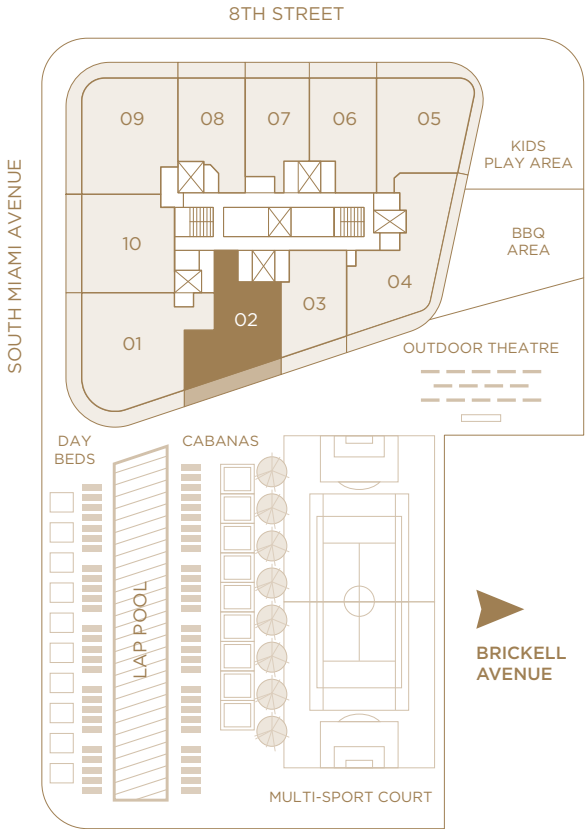 8TH STREET
SOUTH MIAMI AVENUE
09
08
07
06
05
KIDS
PLAY AREA
10
BBQ
AREA
04
03
02
01
OUTDOOR THEATRE
DAY
BEDS
CABANAS
LAP POOL
BRICKELL
AVENUE
MULTI-SPORT COURT